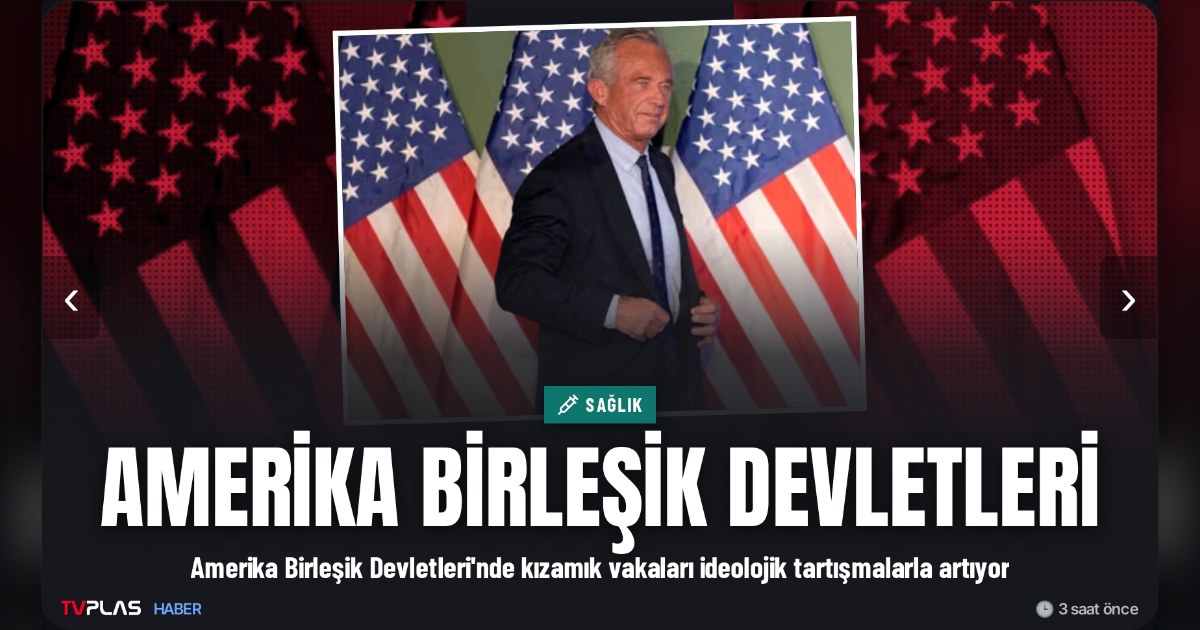 SAĞLIK
AMERİKA BİRLEŞİK DEVLETLERİ
Amerika Birleşik Devletleri'nde kızamık vakaları ideolojik tartışmalarla artıyor
TVPLAS HABER
3 saat önce